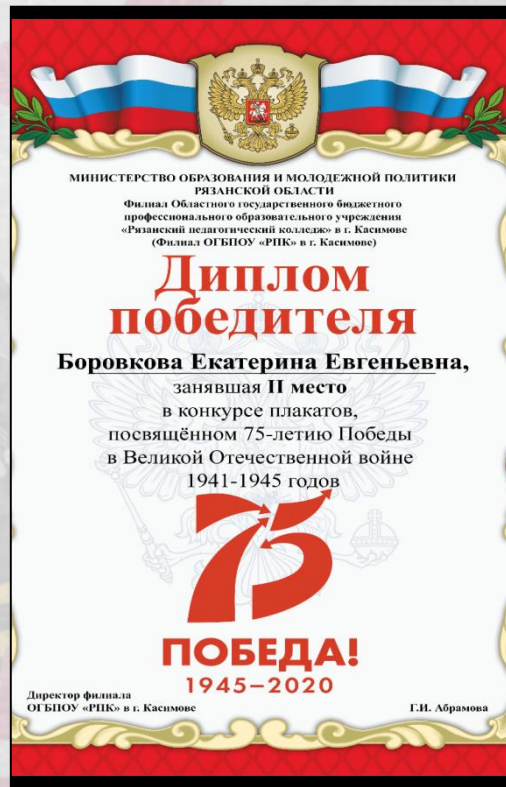 МИНИСТЕРСТВО ОБРАЗОВАНИЯ И МОЛОДЕЖНОЙ ПОЛИТИКИ
РЯЗАНСКОЙ ОБЛАСТИ
Филиал Областного государственного бюджетного
профессионального образовательного учреждения
«Рязанский педагогический колледж» в г. Касимове
(Филиал ОГБПОУ «РПК» в г. Касимове)
Диплом
победителя
Боровкова Екатерина Евгеньевна,
занявшая II место
в конкурсе плакатов,
посвящённом 75-летию Победы
в Великой Отечественной войне
1941-1945 годов
75
ПОБЕДА!
1945–2020
Директор филиала
ОГБПОУ «РПК» в г. Касимове Г.И. Абрамова